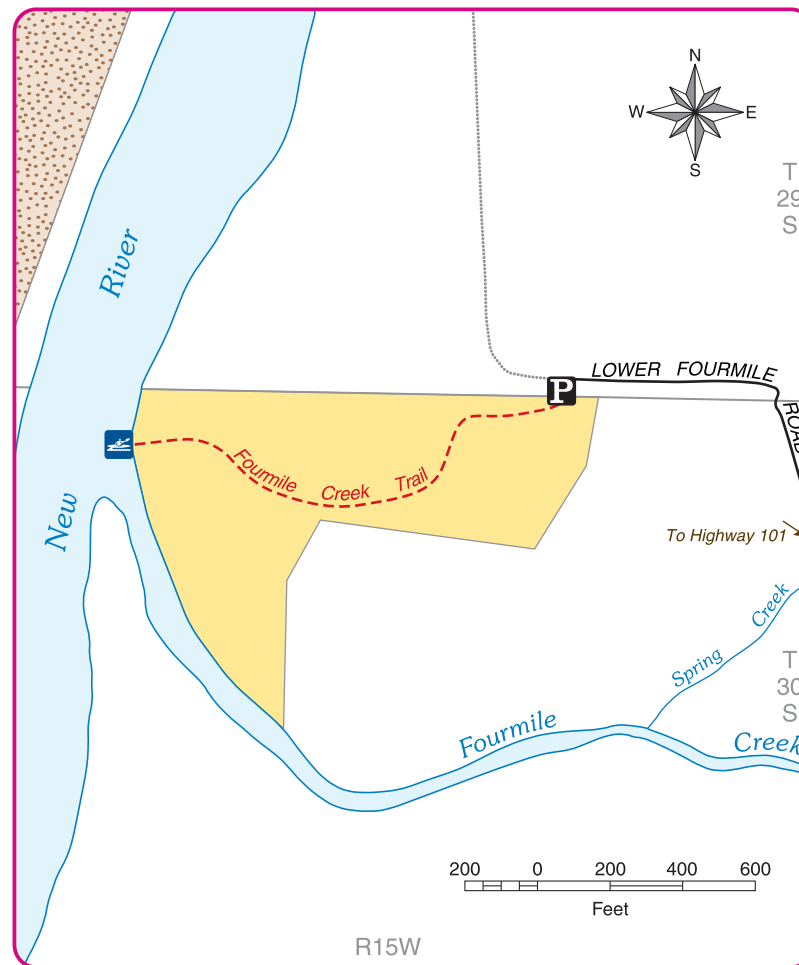 N
W E
S
T
29
S
River
LOWER FOURMILE
P
ROAD
Fourmile
Creek
Trail
New
To Highway 101
Creek
Spring
T
30
S
Fourmile
Creek
200 0 200 400 600
Feet
R15W